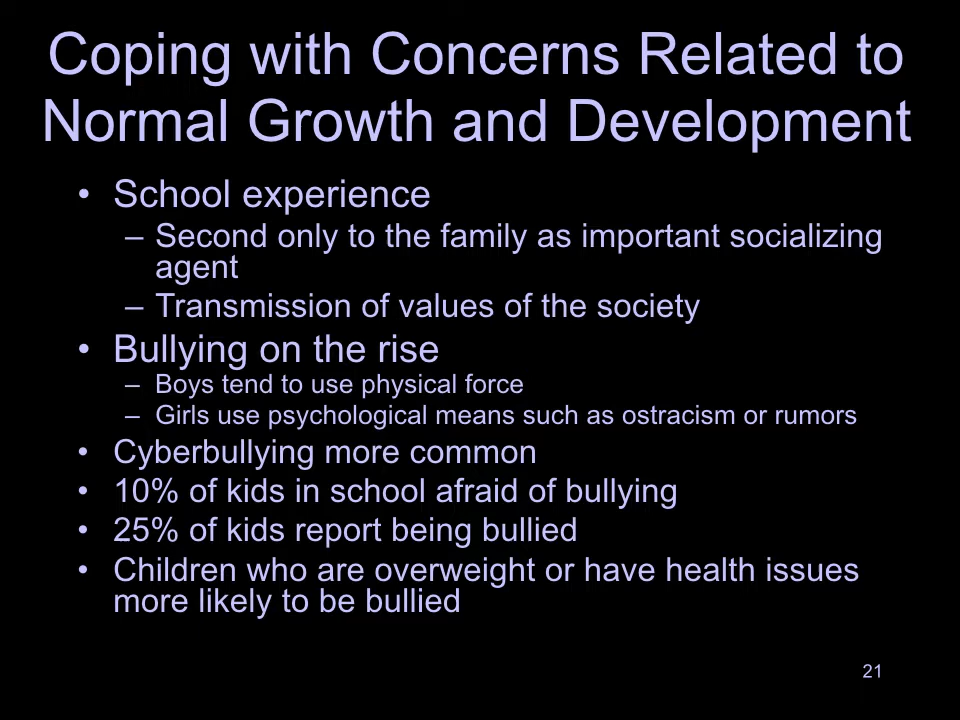 Coping with Concerns Related to
Normal Growth and Development
• School experience
– Second only to the family as important socializing
agent
– Transmission of values of the society
• Bullying on the rise
– Boys tend to use physical force
– Girls use psychological means such as ostracism or rumors
• Cyberbullying more common
• 10% of kids in school afraid of bullying
• 25% of kids report being bullied
• Children who are overweight or have health issues
more likely to be bullied
21